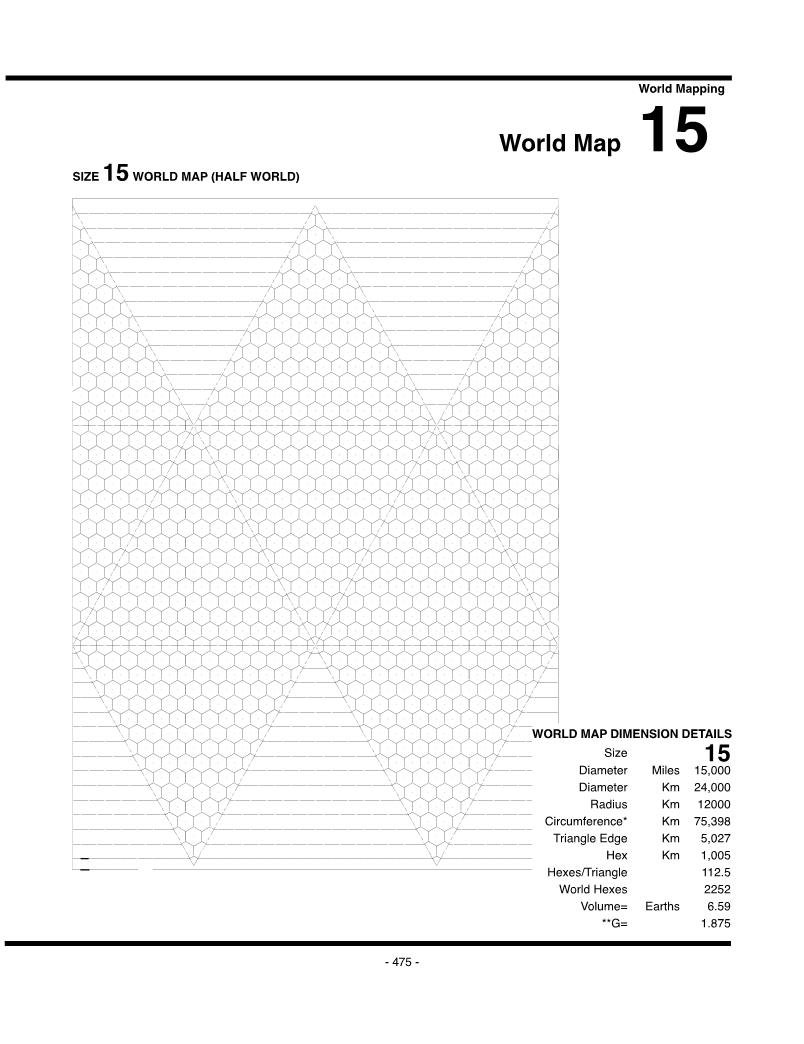 World Mapping
World Map 15
SIZE 15 WORLD MAP (HALF WORLD)
WORLD MAP DIMENSION DETAILS
Size 15
Diameter Miles 15,000
Diameter Km 24,000
Radius Km 12000
Circumference* Km 75,398
Triangle Edge Km 5,027
Hex Km 1,005
Hexes/Triangle 112.5
World Hexes 2252
Volume= Earths 6.59
**G= 1.875
- 475 -